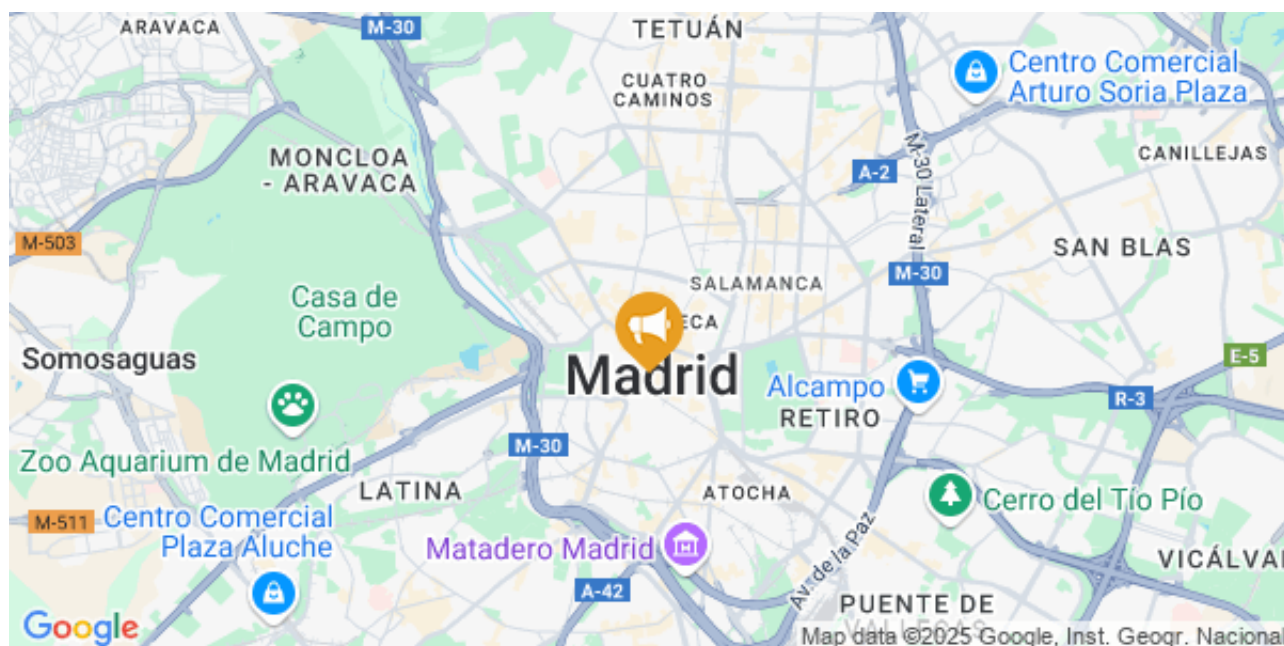 ARAVACA
M-30
TETUÁN
CUATRO
CAMINOS
Centro Comercial
Arturo Soria Plaza
MONCLOA
- ARAVACA
A-2
M-30 Lateral
CANILLEJAS
M-503
SAN BLAS
M-30
SALAMANCA
Casa de
Campo
ECA
Somosaguas
Madrid
E-5
Alcampo
RETIRO
R-3
M-30
Zoo Aquarium de Madrid
LATINA
ATOCHA
Cerro del Tío Pío
M-511
Centro Comercial
Plaza Aluche
Matadero Madrid
Av. de la Paz
VICÁLVA
A-42
PUENTE DE
VALLECAS
Google
Map data ©2025 Google, Inst. Geogr. Nacional